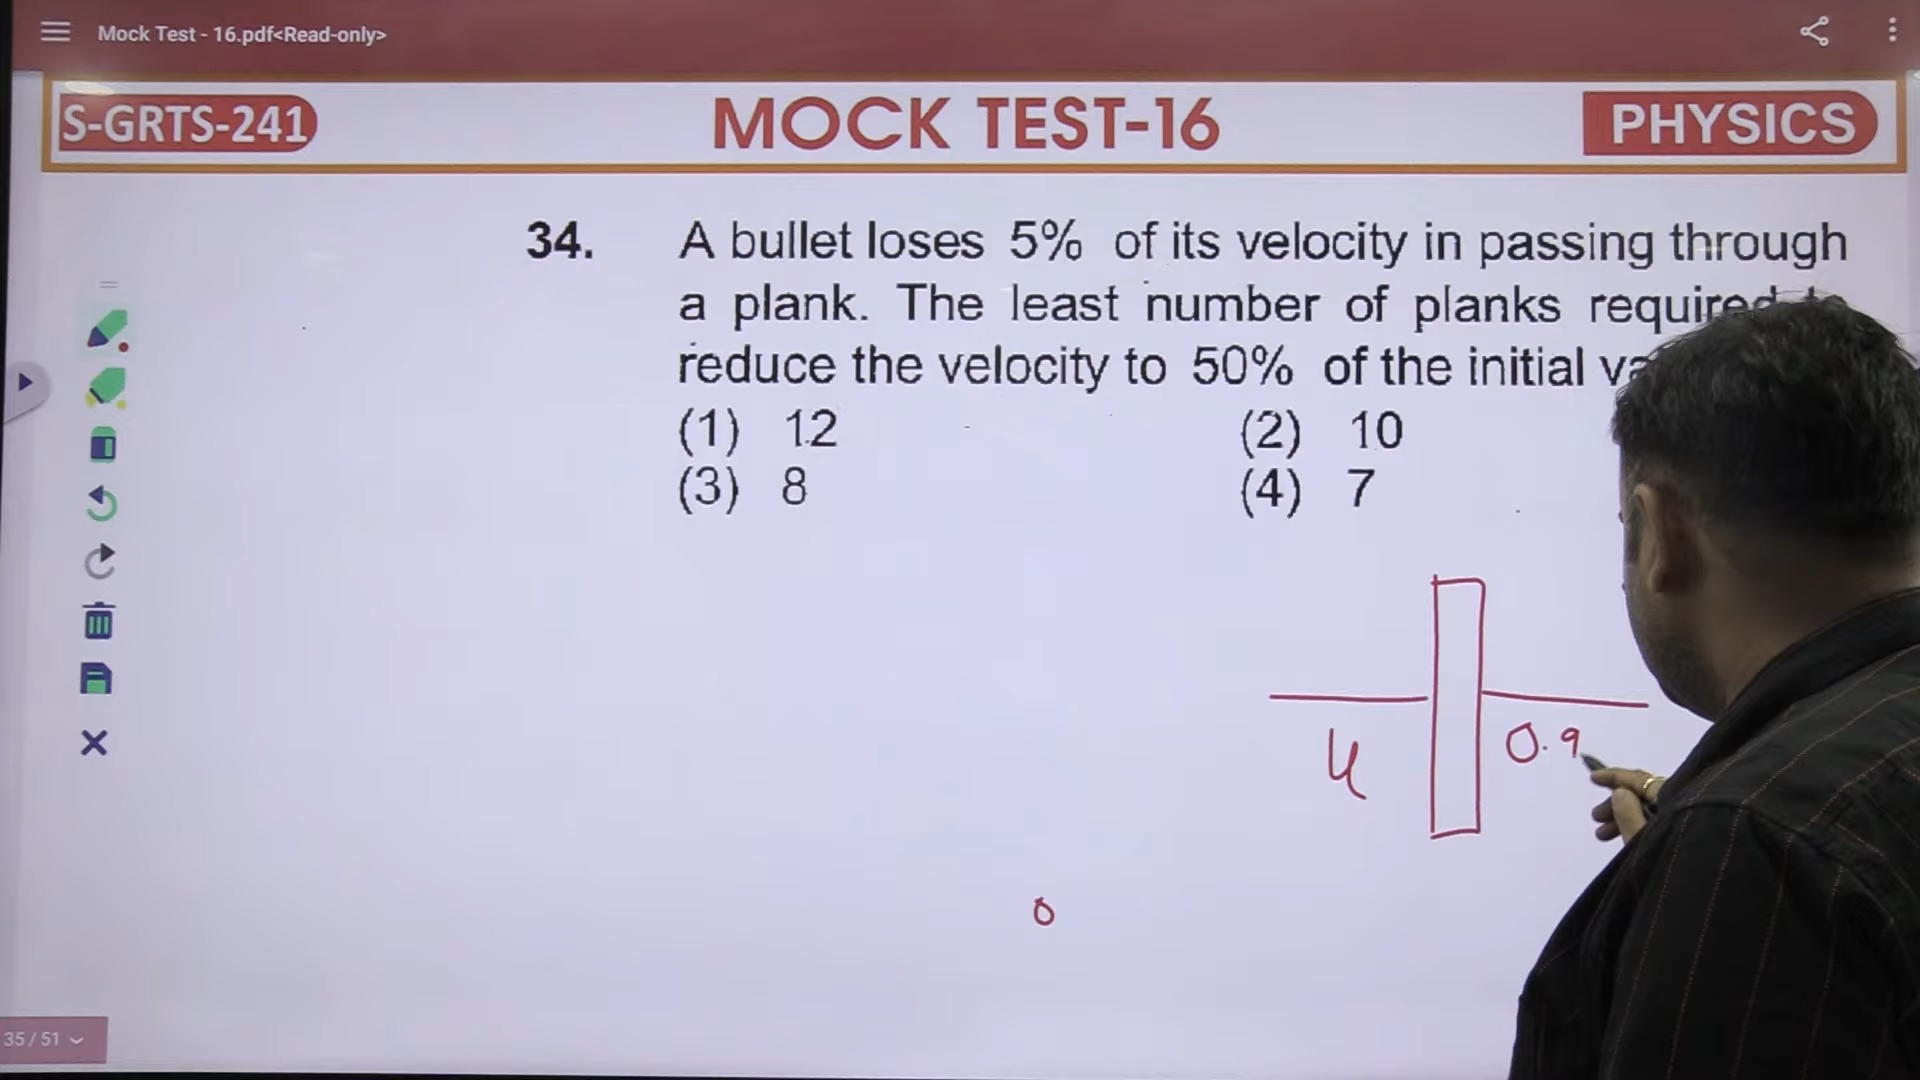 Mock Test - 16.pdf<Read-only>
S-GRTS-241
MOCK TEST-16
PHYSICS
34. A bullet loses 5% of its velocity in passing through
a plank. The least number of planks required
reduce the velocity to 50% of the initial
(1) 12
(2) 10
(3) 8
(4) 7
u
0.9
0
35 / 51